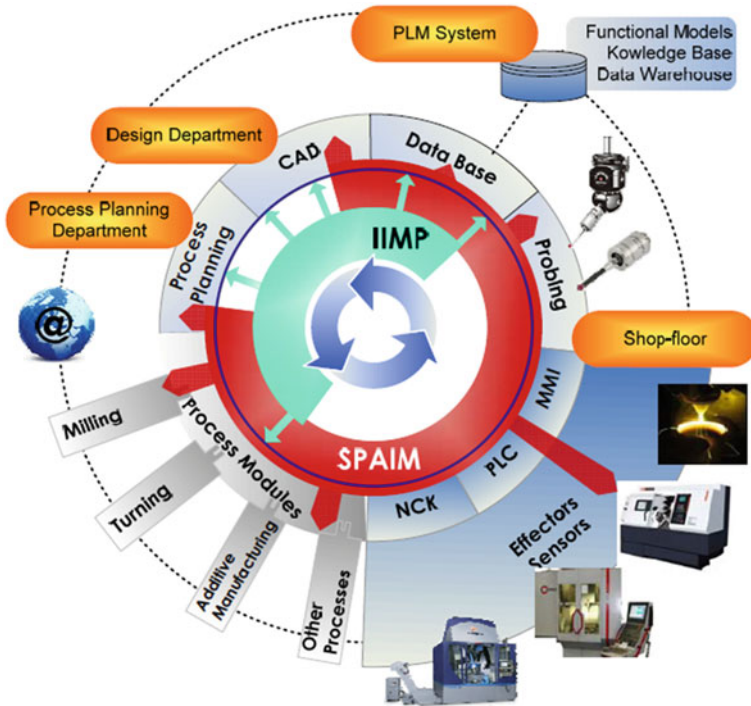 PLM System
Functional Models
Kowledge Base
Data Warehouse
Design Department
CAD
Data Base
Process Planning
Department
Process
Planning
IIMP
Probing
@
Shop-floor
MMI
Milling
Process Modules
SPAIM
PLC
NCK
Turning
Effectors
Sensors
Additive
Manufacturing
Other
Processes